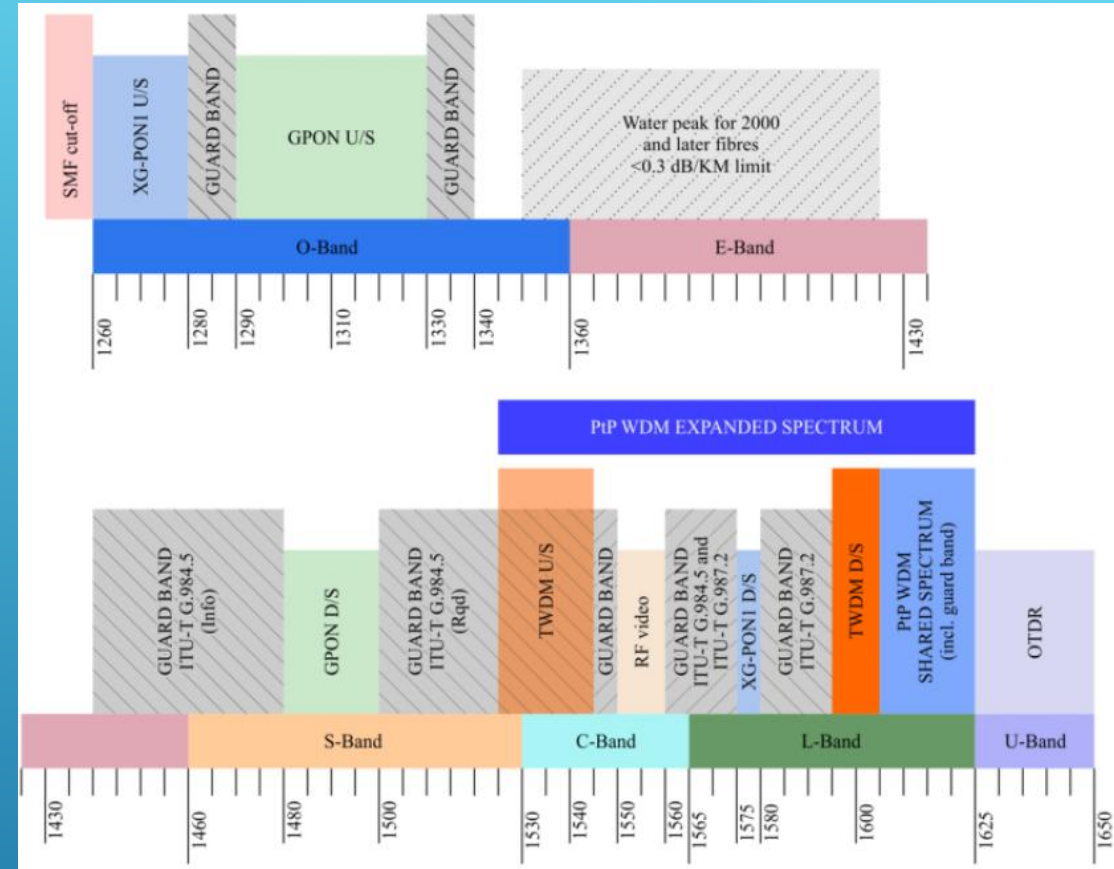 SMF cut-off
XG-PON1 U/S
GUARD BAND
GPON U/S
GUARD BAND
Water peak for 2000
and later fibres
<0.3 dB/KM limit
O-Band
E-Band
1260
1280
1290
1310
1330
1340
1360
1430
PtP WDM EXPANDED SPECTRUM
GUARD BAND
ITU-T G.984.5
(Info)
GPON D/S
GUARD BAND
ITU-T G.984.5
(Rqd)
TWDM U/S
GUARD BAND
RF video
GUARD BAND
ITU-T G.984.5 and
ITU-T G.987.2
XG-PON1 D/S
GUARD BAND
ITU-T G.987.2
TWDM D/S
PtP WDM
SHARED SPECTRUM
(incl. guard band)
OTDR
S-Band
C-Band
L-Band
U-Band
1430
1460
1480
1500
1530
1540
1550
1560
1565
1575
1580
1600
1625
1650